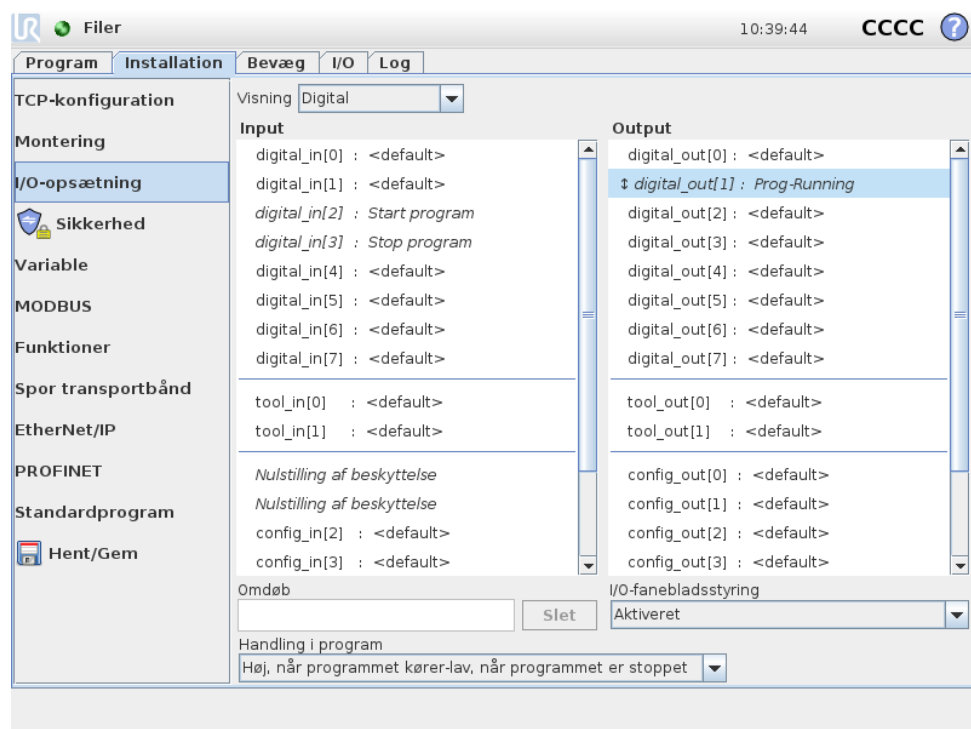 UR Filer 10:39:44 CCCC ?
Program Installation Bevæg I/O Log
TCP-konfiguration
Montering
I/O-opsætning
Sikkerhed
Variable
MODBUS
Funktioner
Spor transportbånd
EtherNet/IP
PROFINET
Standardprogram
Hent/Gem
Visning Digital
Input
digital_in[0] : <default>
digital_in[1] : <default>
digital_in[2] : Start program
digital_in[3] : Stop program
digital_in[4] : <default>
digital_in[5] : <default>
digital_in[6] : <default>
digital_in[7] : <default>
tool_in[0] : <default>
tool_in[1] : <default>
Nulstilling af beskyttelse
Nulstilling af beskyttelse
config_in[2] : <default>
config_in[3] : <default>
Output
digital_out[0] : <default>
↕ digital_out[1] : Prog-Running
digital_out[2] : <default>
digital_out[3] : <default>
digital_out[4] : <default>
digital_out[5] : <default>
digital_out[6] : <default>
digital_out[7] : <default>
tool_out[0] : <default>
tool_out[1] : <default>
config_out[0] : <default>
config_out[1] : <default>
config_out[2] : <default>
config_out[3] : <default>
Omdøb
Slet
I/O-fanebladsstyring
Aktiveret
Handling i program
Høj, når programmet kører-lav, når programmet er stoppet